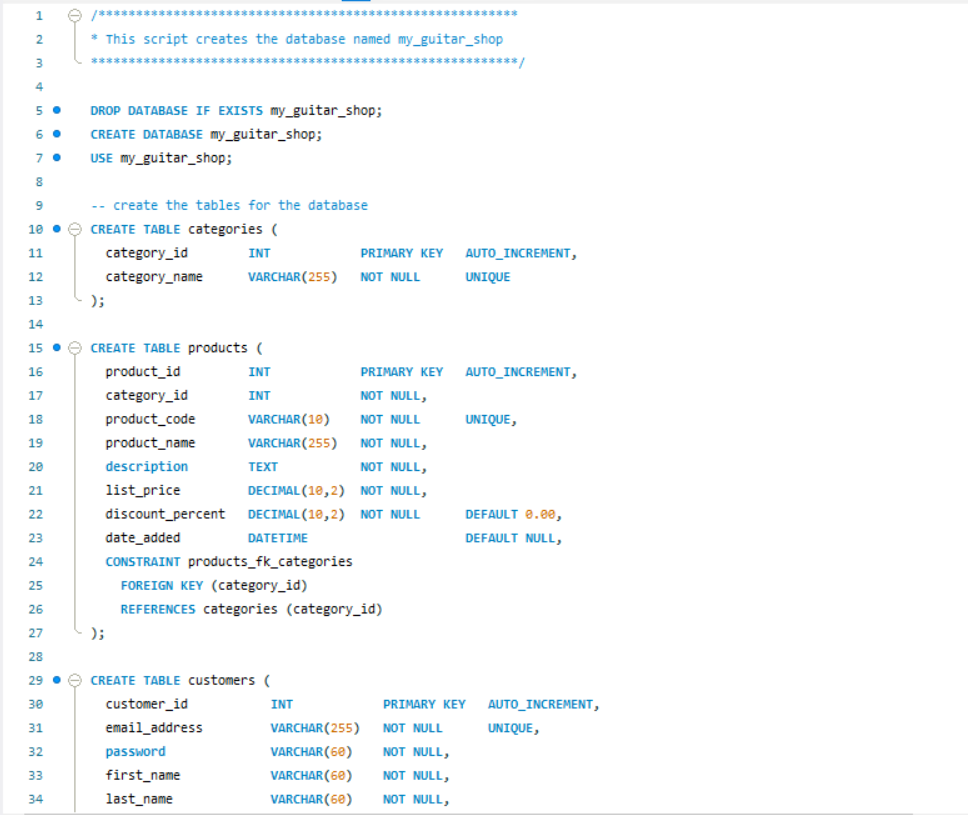 1 /********************************************************
2 * This script creates the database named my_guitar_shop
3 *********************************************************/
4
5 DROP DATABASE IF EXISTS my_guitar_shop;
6 CREATE DATABASE my_guitar_shop;
7 USE my_guitar_shop;
8
9 -- create the tables for the database
10 CREATE TABLE categories (
11 category_id INT PRIMARY KEY AUTO_INCREMENT,
12 category_name VARCHAR(255) NOT NULL UNIQUE
13 );
14
15 CREATE TABLE products (
16 product_id INT PRIMARY KEY AUTO_INCREMENT,
17 category_id INT NOT NULL,
18 product_code VARCHAR(10) NOT NULL UNIQUE,
19 product_name VARCHAR(255) NOT NULL,
20 description TEXT NOT NULL,
21 list_price DECIMAL(10,2) NOT NULL,
22 discount_percent DECIMAL(10,2) NOT NULL DEFAULT 0.00,
23 date_added DATETIME DEFAULT NULL,
24 CONSTRAINT products_fk_categories
25 FOREIGN KEY (category_id)
26 REFERENCES categories (category_id)
27 );
28
29 CREATE TABLE customers (
30 customer_id INT PRIMARY KEY AUTO_INCREMENT,
31 email_address VARCHAR(255) NOT NULL UNIQUE,
32 password VARCHAR(60) NOT NULL,
33 first_name VARCHAR(60) NOT NULL,
34 last_name VARCHAR(60) NOT NULL,